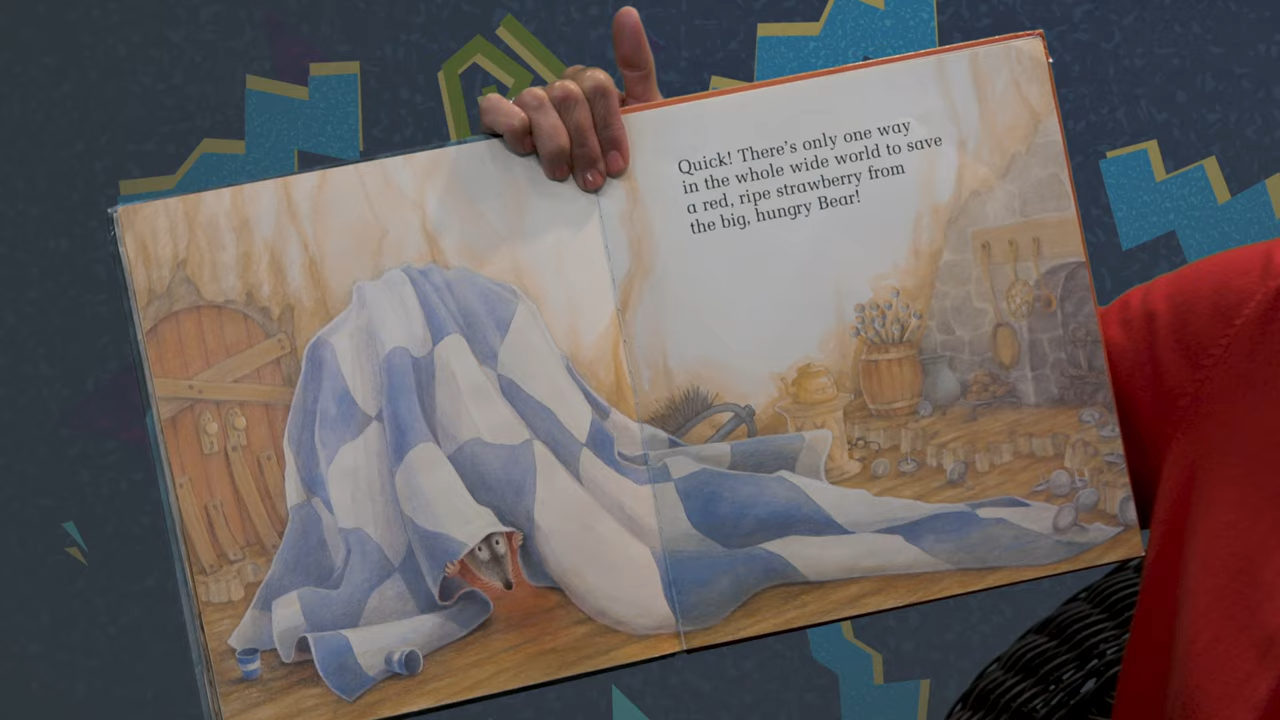 Quick! There's only one way
in the whole wide world to save
a red, ripe strawberry from
the big, hungry Bear!